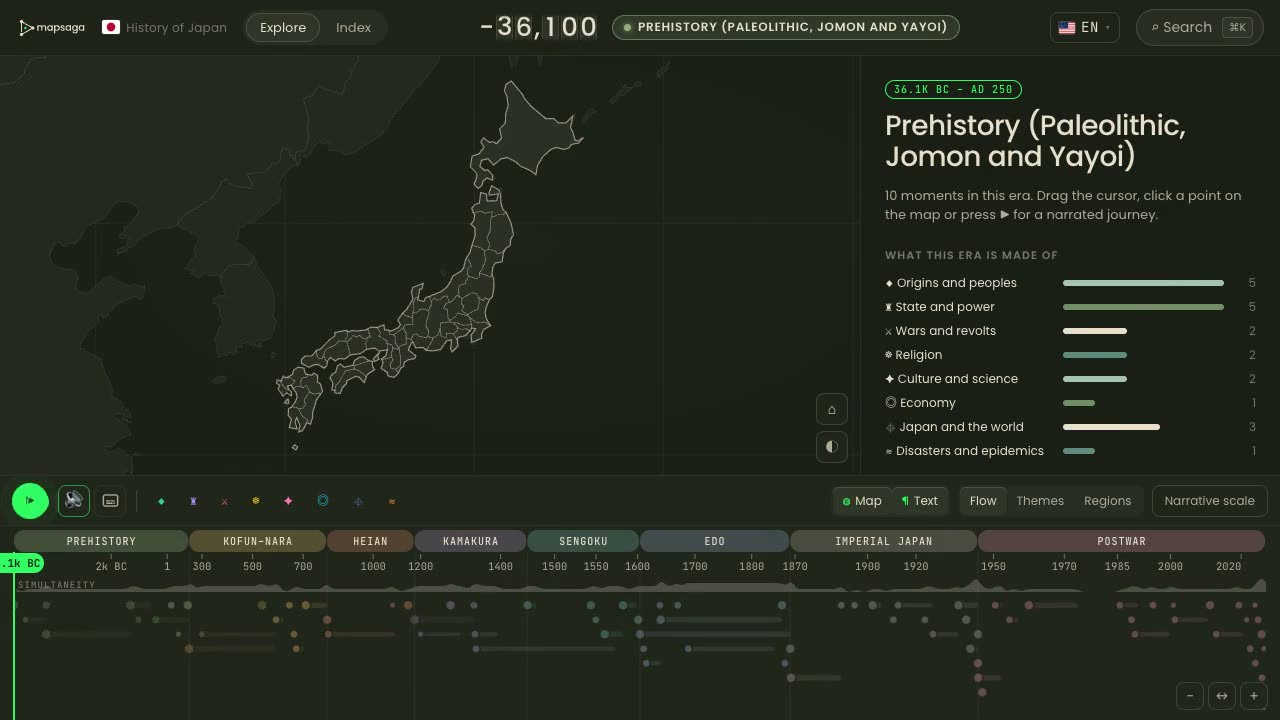 mapsaga
History of Japan
Explore
Index
-36,100
PREHISTORY (PALEOLITHIC, JOMON AND YAYOI)
EN
Search
⌘K
36.1K BC – AD 250
Prehistory (Paleolithic,
Jomon and Yayoi)
10 moments in this era. Drag the cursor, click a point on
the map or press ▶ for a narrated journey.
WHAT THIS ERA IS MADE OF
Origins and peoples 5
State and power 5
Wars and revolts 2
Religion 2
Culture and science 2
Economy 1
Japan and the world 3
Disasters and epidemics 1
Map
Text
Flow
Themes
Regions
Narrative scale
PREHISTORY
KOFUN–NARA
HEIAN
KAMAKURA
SENGOKU
EDO
IMPERIAL JAPAN
POSTWAR
.1k BC
2k BC
1
300
500
700
1000
1200
1400
1500
1550
1600
1700
1800
1870
1900
1920
1950
1970
1985
2000
2020
SIMULTANEITY